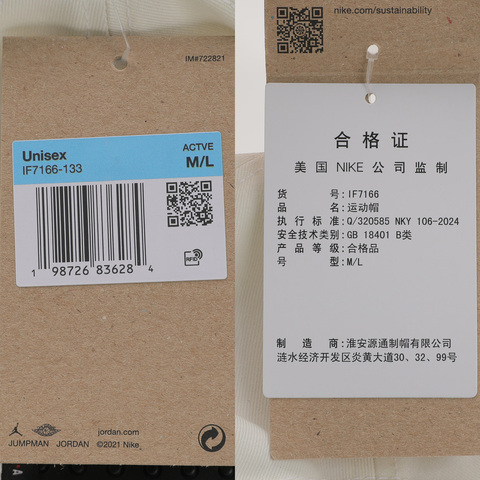 IM#722821
Unisex
IF7166-133
ACTVE
M/L
1 98726 83628 4
RFID
JUMPMAN JORDAN
jordan.com
©2021 Nike
nike.com/sustainability
合格证
美国NIKE公司监制
货号:IF7166
品名:运动帽
执行标准:Q/320585 NKY 106-2024
安全技术类别:GB 18401 B类
产品等级:合格品
号型:M/L
制造商:淮安源通制帽有限公司
涟水经济开发区炎黄大道30、32、99号